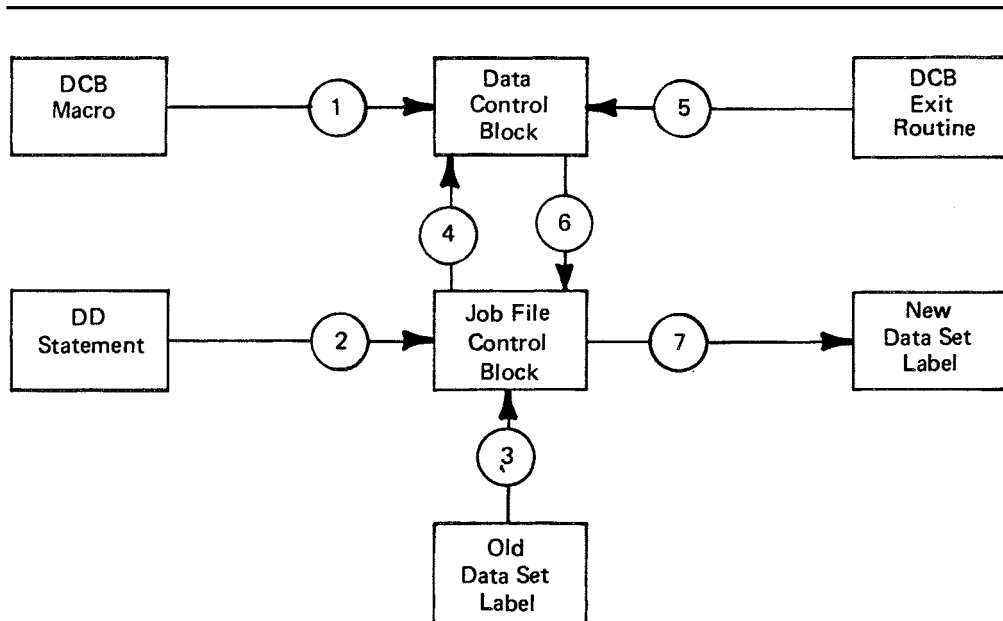 DCB
Macro
1
Data
Control
Block
5
DCB
Exit
Routine
4
6
DD
Statement
2
Job File
Control
Block
7
New
Data Set
Label
3
Old
Data Set
Label